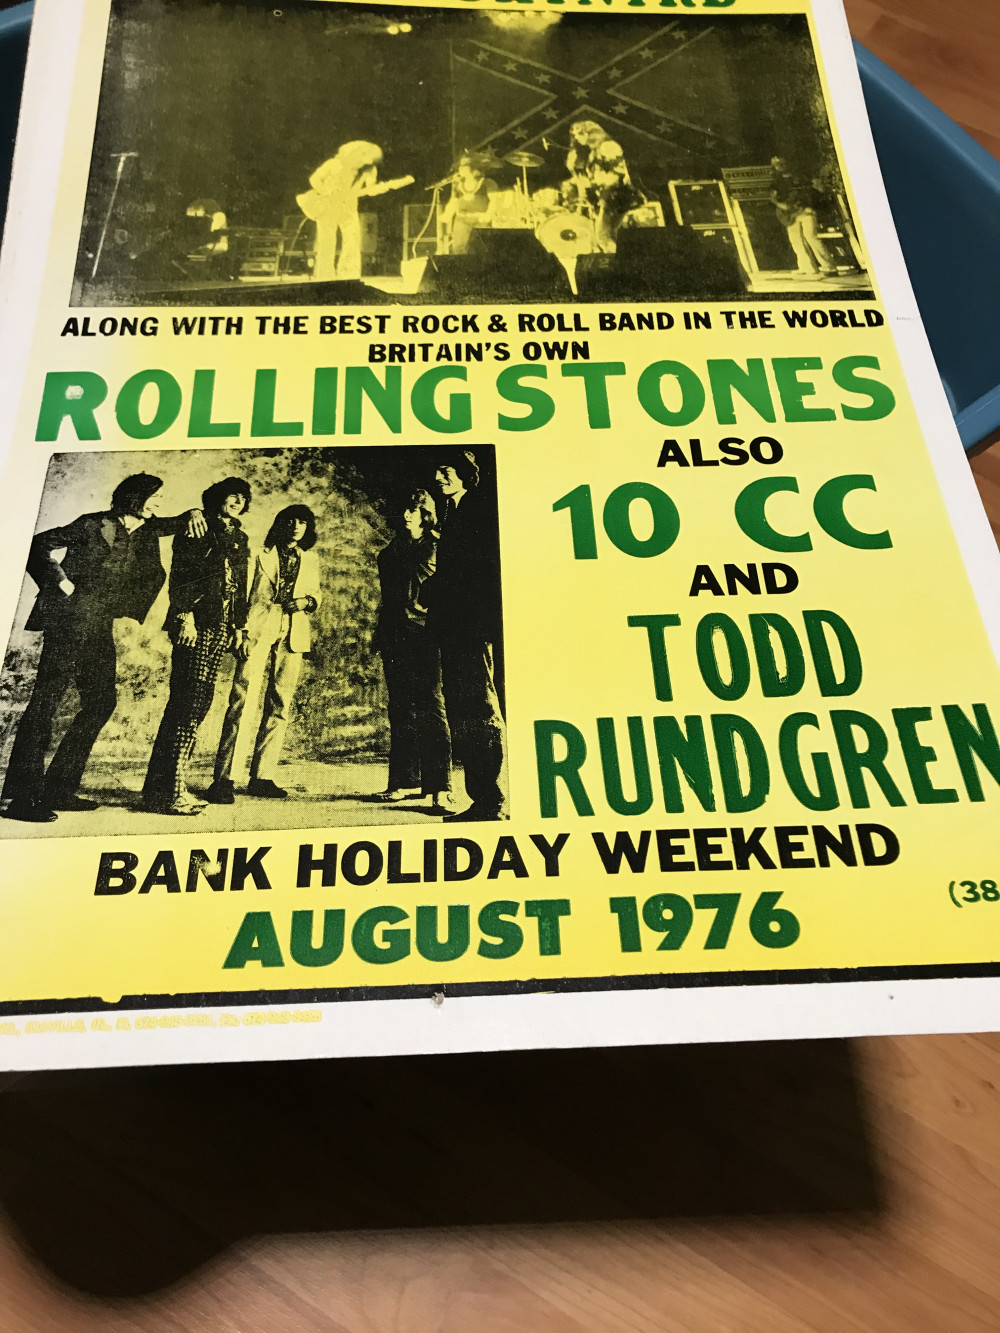 ALONG WITH THE BEST ROCK & ROLL BAND IN THE WORLD
BRITAIN'S OWN
ROLLING STONES
ALSO
10 CC
AND
TODD
RUNDGREN
BANK HOLIDAY WEEKEND
AUGUST 1976
(38